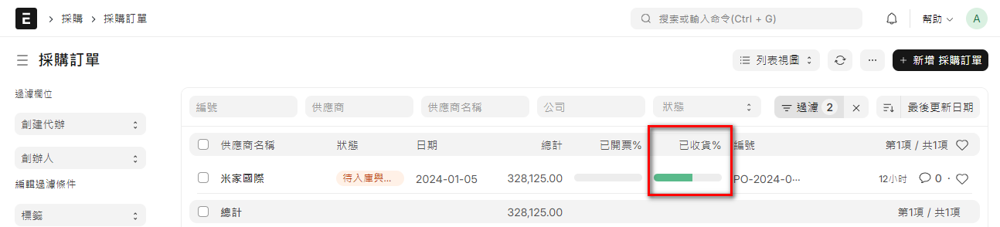 E > 採購 > 採購訂單
搜索或輸入命令(Ctrl + G)
幫助
A
採購訂單
列表視圖
...
+ 新增 採購訂單
過濾欄位
創建代辦
創辦人
編輯過濾條件
標籤
編號
供應商
供應商名稱
公司
狀態
過濾 2
最後更新日期
供應商名稱 狀態 日期 總計 已開票% 已收貨% 編號 第1項 / 共1項
米家國際 待入庫與... 2024-01-05 328,125.00 PO-2024-0... 12小时 0 ·
總計 328,125.00 第1項 / 共1項